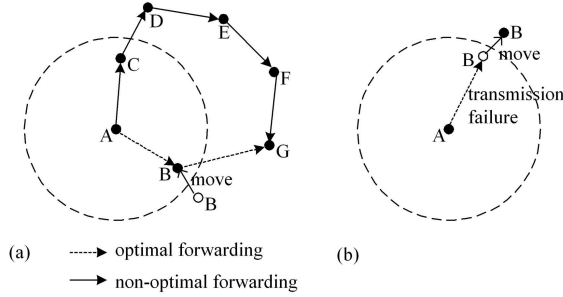 D
E
C
F
A
B
G
move
B
(a)
optimal forwarding
non-optimal forwarding
B
B
move
transmission
failure
A
(b)